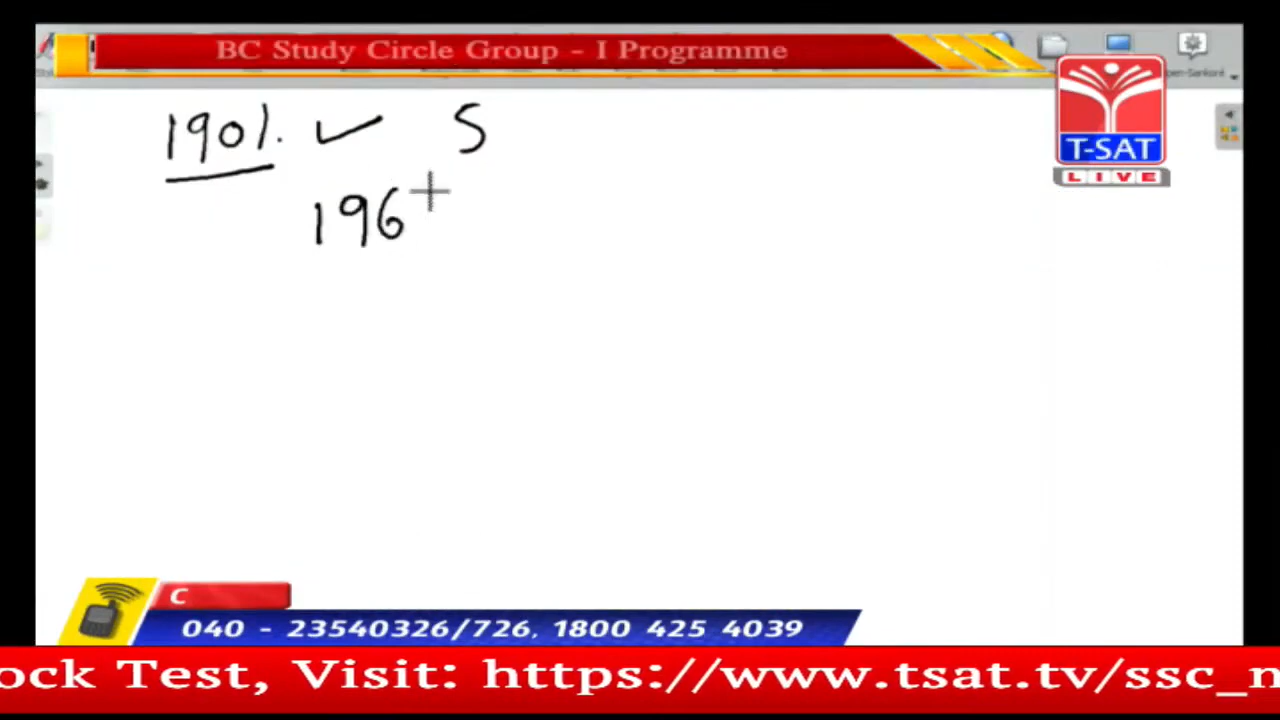 BC Study Circle Group - I Programme
1901. ✓ S
196
T-SAT
LIVE
C
040 - 23540326/726, 1800 425 4039
ock Test, Visit: https://www.tsat.tv/ssc_n